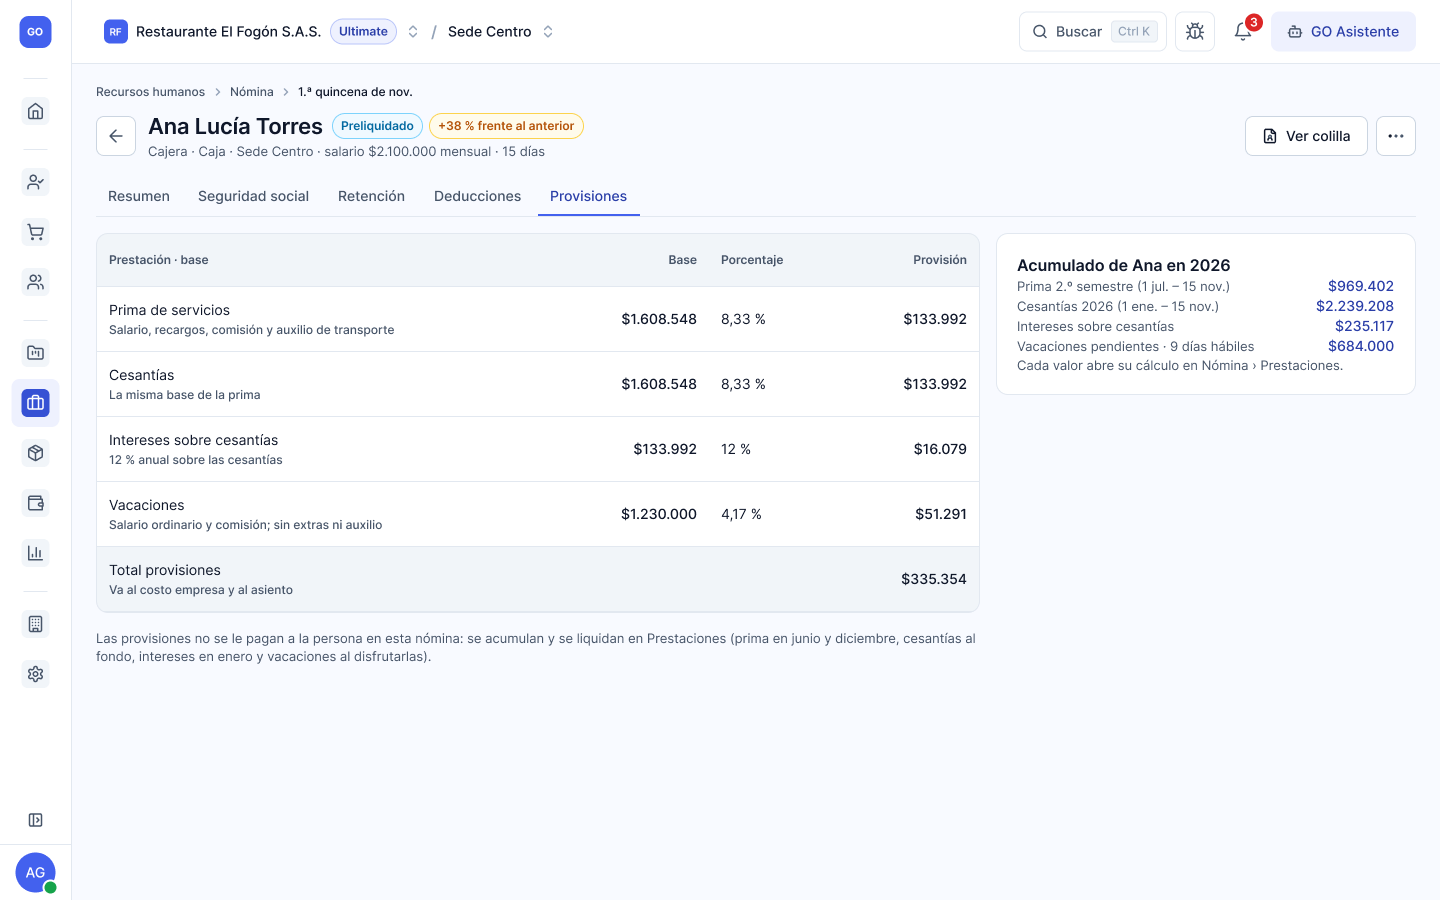 GO
RF
Restaurante El Fogón S.A.S.
Ultimate
/
Sede Centro
Buscar
Ctrl K
3
GO Asistente
Recursos humanos
Nómina
1.ª quincena de nov.
Ana Lucía Torres
Preliquidado
+38 % frente al anterior
Cajera · Caja · Sede Centro · salario $2.100.000 mensual · 15 días
Ver colilla
Resumen
Seguridad social
Retención
Deducciones
Provisiones
Prestación · base
Base
Porcentaje
Provisión
Prima de servicios
Salario, recargos, comisión y auxilio de transporte
$1.608.548
8,33 %
$133.992
Cesantías
La misma base de la prima
$1.608.548
8,33 %
$133.992
Intereses sobre cesantías
12 % anual sobre las cesantías
$133.992
12 %
$16.079
Vacaciones
Salario ordinario y comisión; sin extras ni auxilio
$1.230.000
4,17 %
$51.291
Total provisiones
Va al costo empresa y al asiento
$335.354
Las provisiones no se le pagan a la persona en esta nómina: se acumulan y se liquidan en Prestaciones (prima en junio y diciembre, cesantías al
fondo, intereses en enero y vacaciones al disfrutarlas).
Acumulado de Ana en 2026
Prima 2.º semestre (1 jul. – 15 nov.)
$969.402
Cesantías 2026 (1 ene. – 15 nov.)
$2.239.208
Intereses sobre cesantías
$235.117
Vacaciones pendientes · 9 días hábiles
$684.000
Cada valor abre su cálculo en Nómina › Prestaciones.
AG